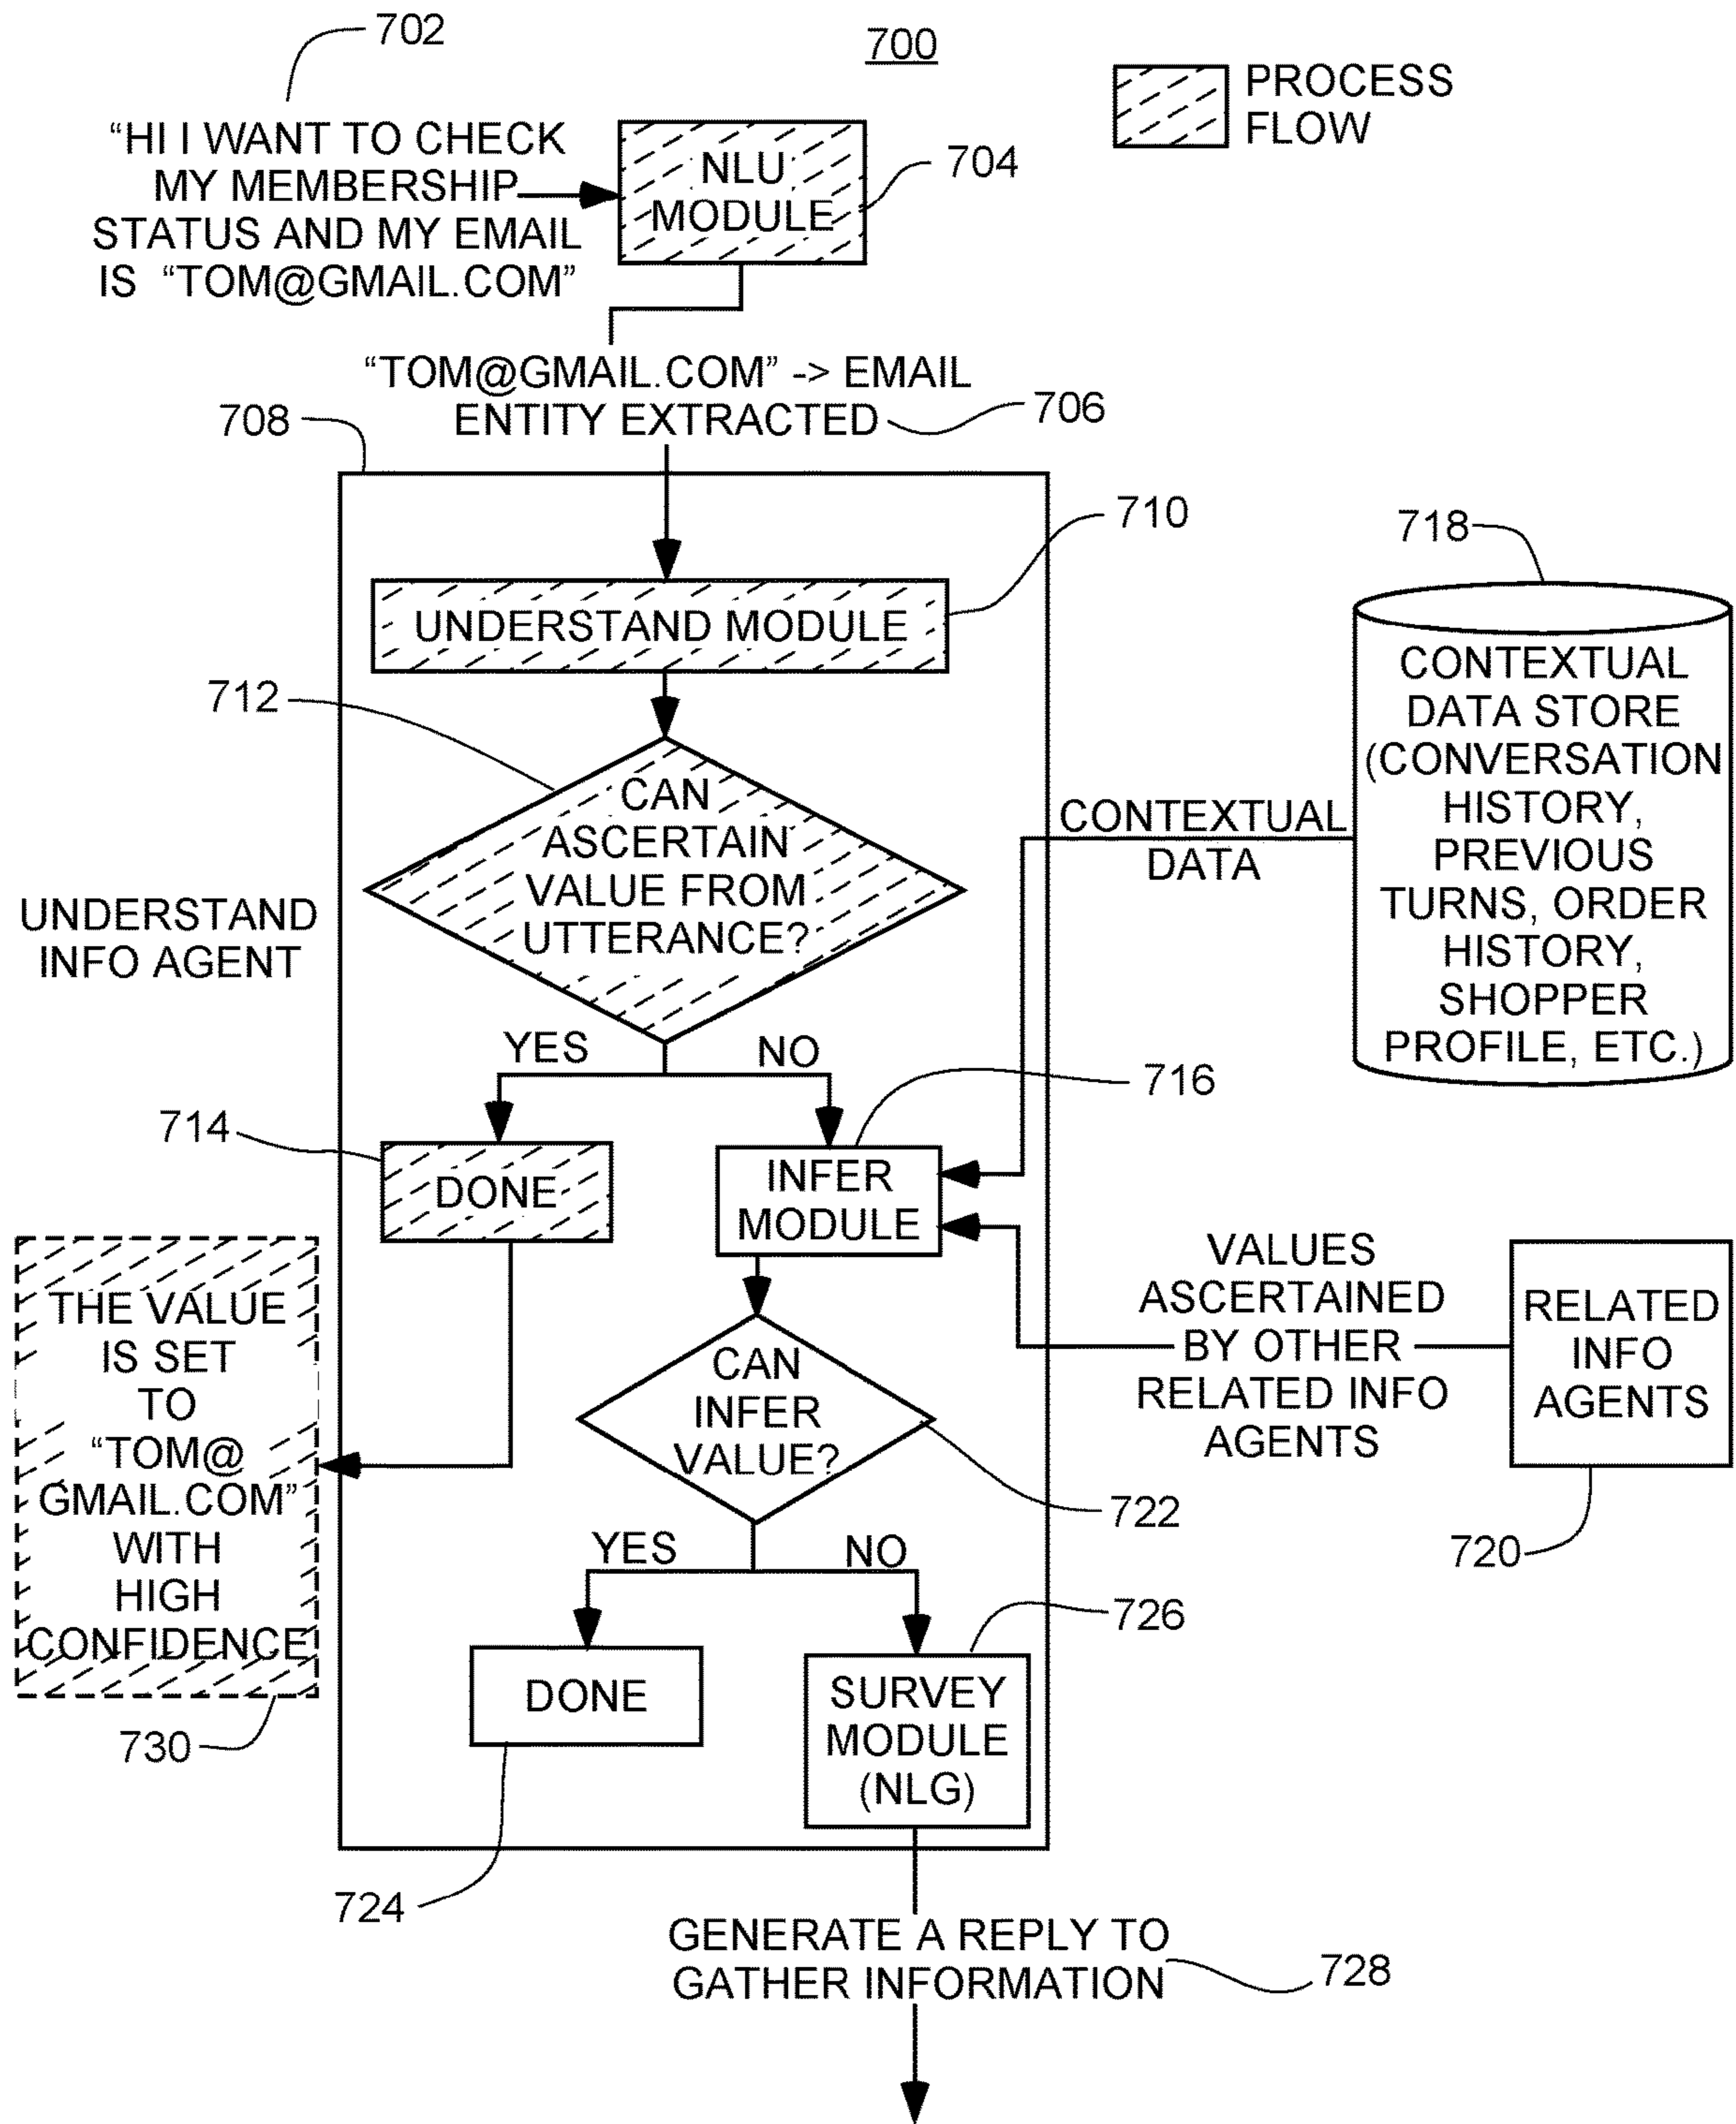 702
700
PROCESS
FLOW
“HI I WANT TO CHECK
MY MEMBERSHIP
STATUS AND MY EMAIL
IS “TOM@GMAIL.COM”
NLU
MODULE
704
“TOM@GMAIL.COM” -> EMAIL
ENTITY EXTRACTED
706
708
710
UNDERSTAND MODULE
712
CAN
ASCERTAIN
VALUE FROM
UTTERANCE?
UNDERSTAND
INFO AGENT
718
CONTEXTUAL
DATA STORE
(CONVERSATION
HISTORY,
PREVIOUS
TURNS, ORDER
HISTORY,
SHOPPER
PROFILE, ETC.)
CONTEXTUAL
DATA
YES
NO
714
DONE
716
INFER
MODULE
VALUES
ASCERTAINED
BY OTHER
RELATED INFO
AGENTS
RELATED
INFO
AGENTS
720
THE VALUE
IS SET
TO
“TOM@
GMAIL.COM”
WITH
HIGH
CONFIDENCE
730
CAN
INFER
VALUE?
722
YES
NO
DONE
724
726
SURVEY
MODULE
(NLG)
GENERATE A REPLY TO
GATHER INFORMATION
728